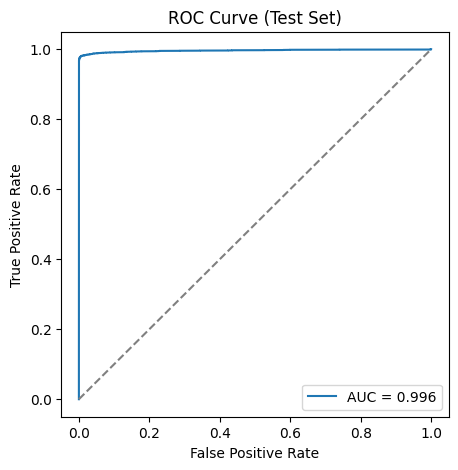 ROC Curve (Test Set)
1.0
0.8
0.6
0.4
0.2
0.0
True Positive Rate
AUC = 0.996
0.0 0.2 0.4 0.6 0.8 1.0
False Positive Rate